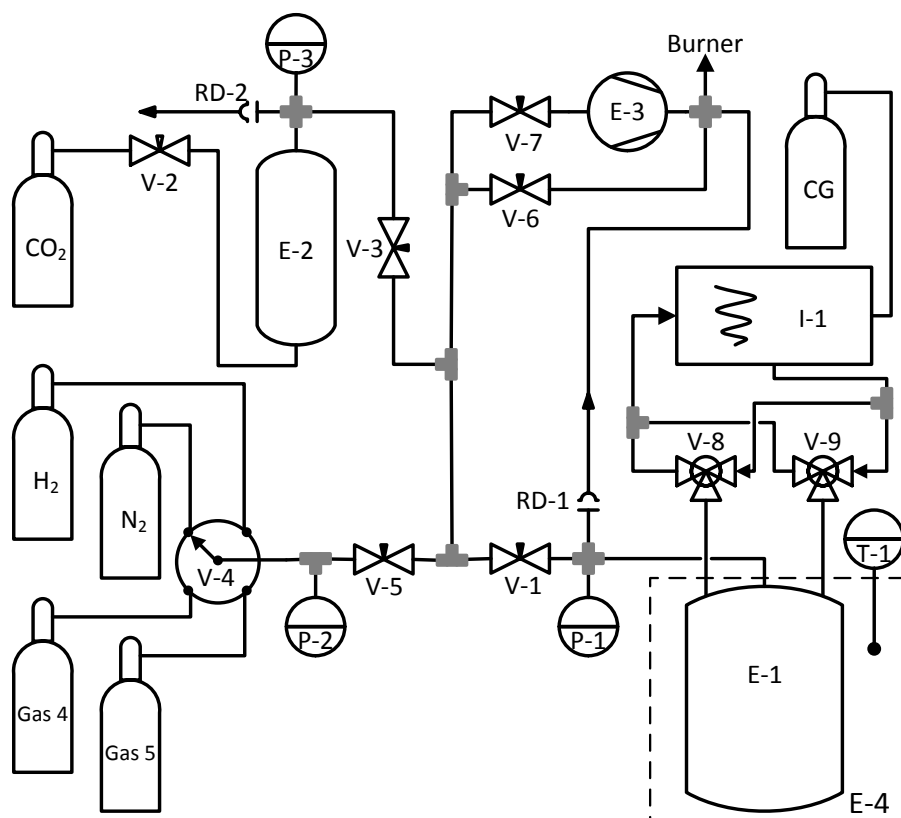 Burner
P-3
RD-2
E-3
V-7
V-2
CG
CO2
E-2
V-3
V-6
I-1
H2
N2
V-8
V-9
RD-1
T-1
V-4
V-5
V-1
P-2
P-1
E-1
Gas 4
Gas 5
E-4